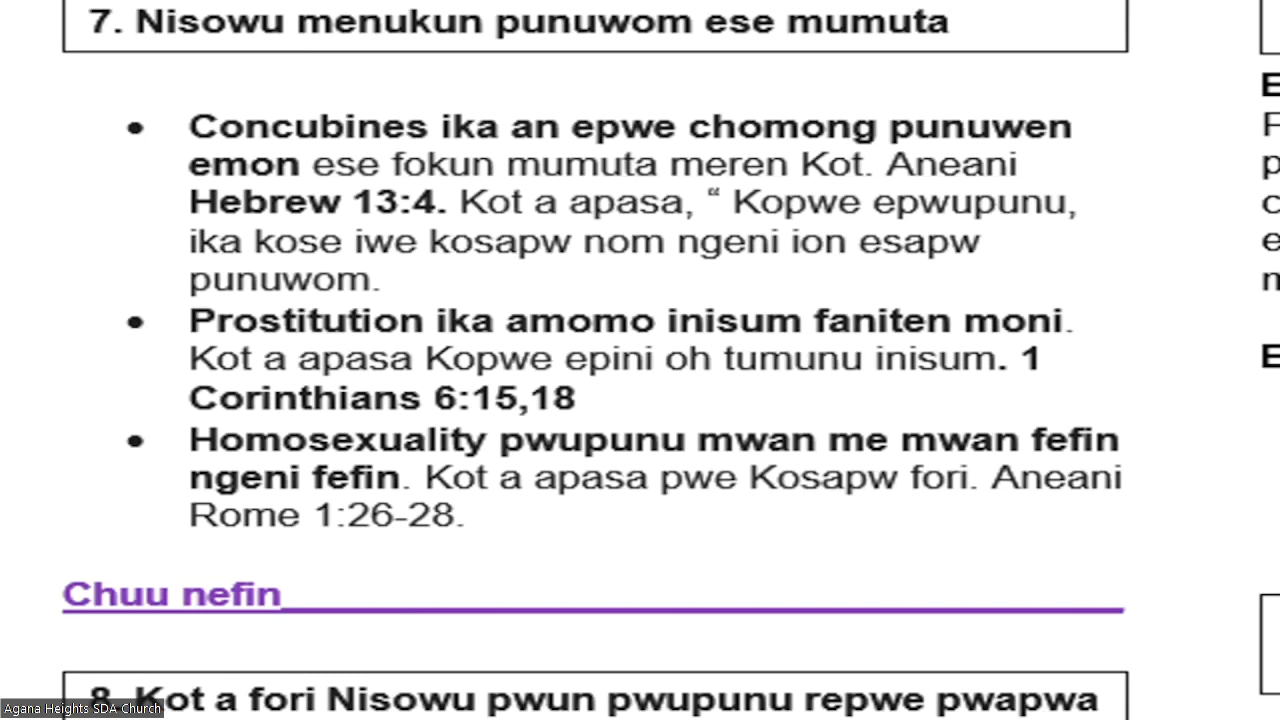 7. Nisowu menukun punuwom ese mumuta
• Concubines ika an epwe chomong punuwen
emon ese fokun mumuta meren Kot. Aneani
Hebrew 13:4. Kot a apasa, “ Kopwe epwupunu,
ika kose iwe kosapw nom ngeni ion esapw
punuwom.
• Prostitution ika amomo inisum faniten moni.
Kot a apasa Kopwe epini oh tumunu inisum. 1
Corinthians 6:15,18
• Homosexuality pwupunu mwan me mwan fefin
ngeni fefin. Kot a apasa pwe Kosapw fori. Aneani
Rome 1:26-28.
Chuu nefin
8. Kot a fori Nisowu pwun pwupunu repwe pwapwa
Agana Heights SDA Church